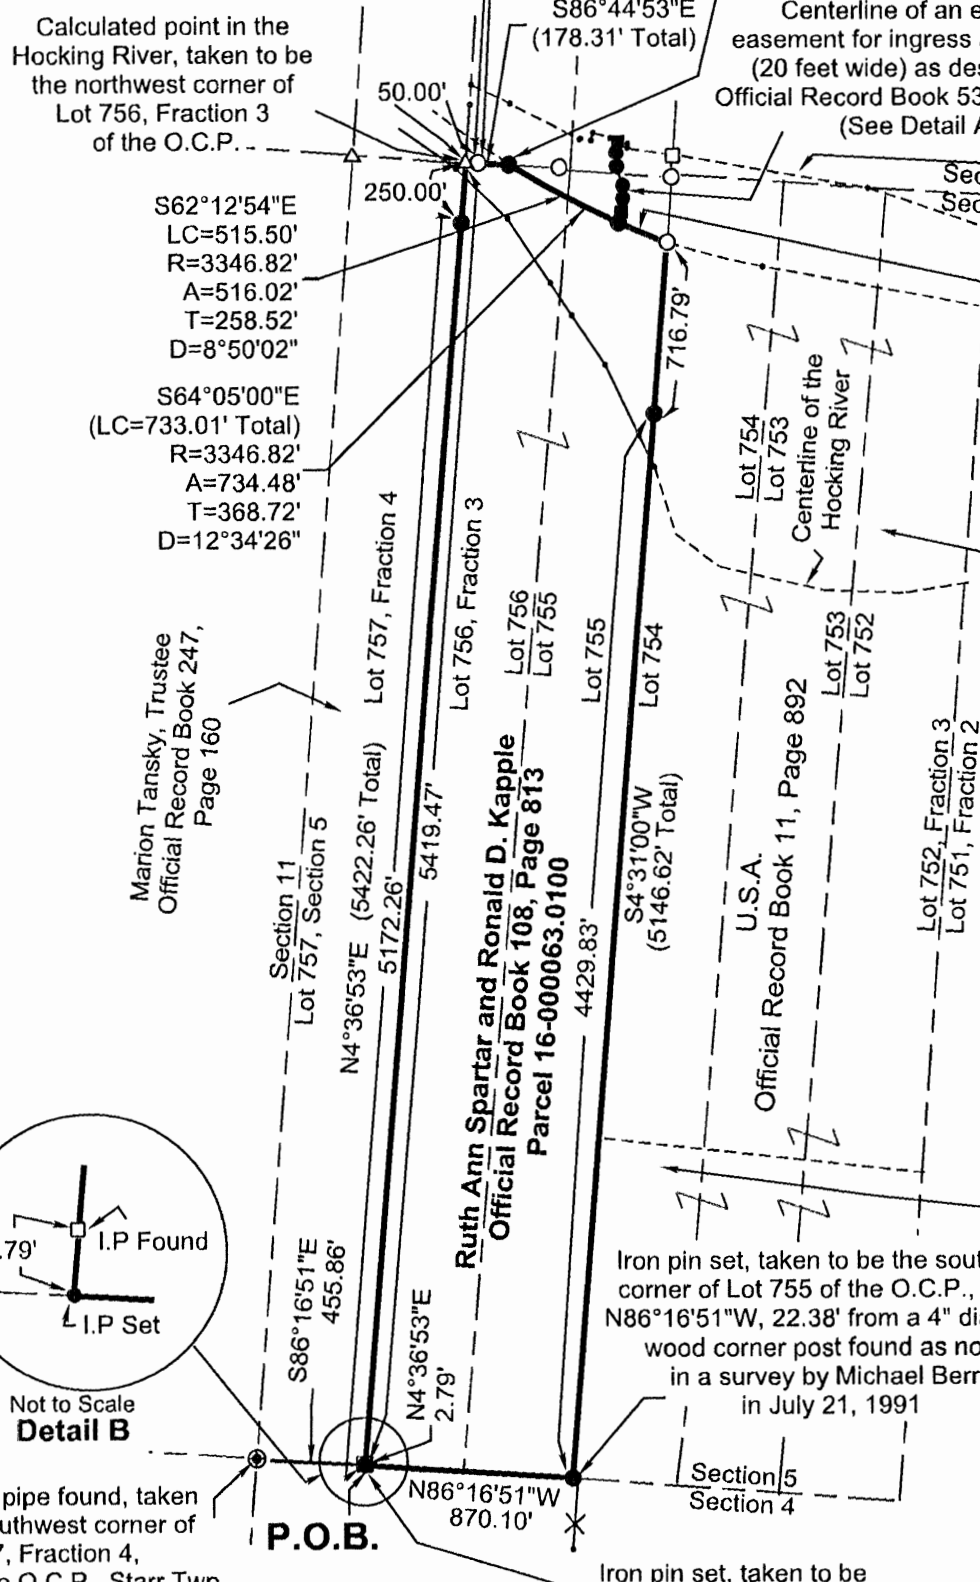 S86°44'53"E
(178.31' Total)
Calculated point in the
Hocking River, taken to be
the northwest corner of
Lot 756, Fraction 3
of the O.C.P.
50.00'
250.00'
Centerline of an
easement for ingress
(20 feet wide) as
Official Record Book 53
(See Detail
S62°12'54"E
LC=515.50'
R=3346.82'
A=516.02'
T=258.52'
D=8°50'02"
S64°05'00"E
(LC=733.01' Total)
R=3346.82'
A=734.48'
T=368.72'
D=12°34'26"
716.79'
Lot 754
Lot 753
Centerline of the
Hocking River
Lot 757, Fraction 4
Lot 756, Fraction 3
Lot 756
Lot 755
Lot 755
Lot 754
Lot 753
Lot 752
Lot 752, Fraction 3
Lot 751, Fraction 2
Marion Tansky, Trustee
Official Record Book 247,
Page 160
Section 11
Lot 757, Section 5
N4°36'53"E (5422.26' Total)
5172.26'
5419.47'
Ruth Ann Spartar and Ronald D. Kapple
Official Record Book 108, Page 813
Parcel 16-0000063.0100
4429.83'
S4°31'00"W
(5146.62' Total)
U.S.A.
Official Record Book 11, Page 892
.79'
I.P Found
I.P Set
Not to Scale
Detail B
S86°16'51"E
455.86'
N4°36'53"E
2.79'
Iron pin set, taken to be the
corner of Lot 755 of the O.C.P.,
N86°16'51"W, 22.38' from a 4"
wood corner post found as
in a survey by Michael
in July 21, 1991
N86°16'51"W
870.10'
Section 5
Section 4
P.O.B.
pipe found, taken
corner of
Fraction 4,
O.C.P., Starr Twp
Iron pin set, taken to be